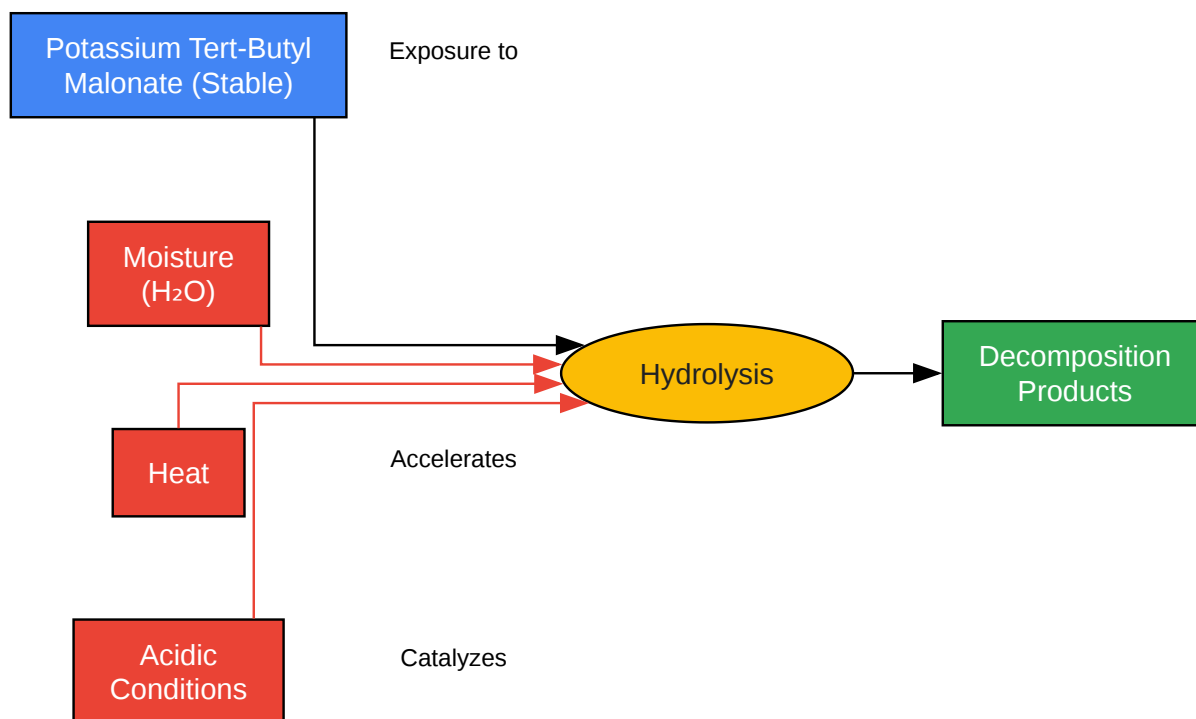 Potassium Tert-Butyl
Malonate (Stable)
Exposure to
Moisture
(H₂O)
Hydrolysis
Decomposition
Products
Heat
Accelerates
Acidic
Conditions
Catalyzes